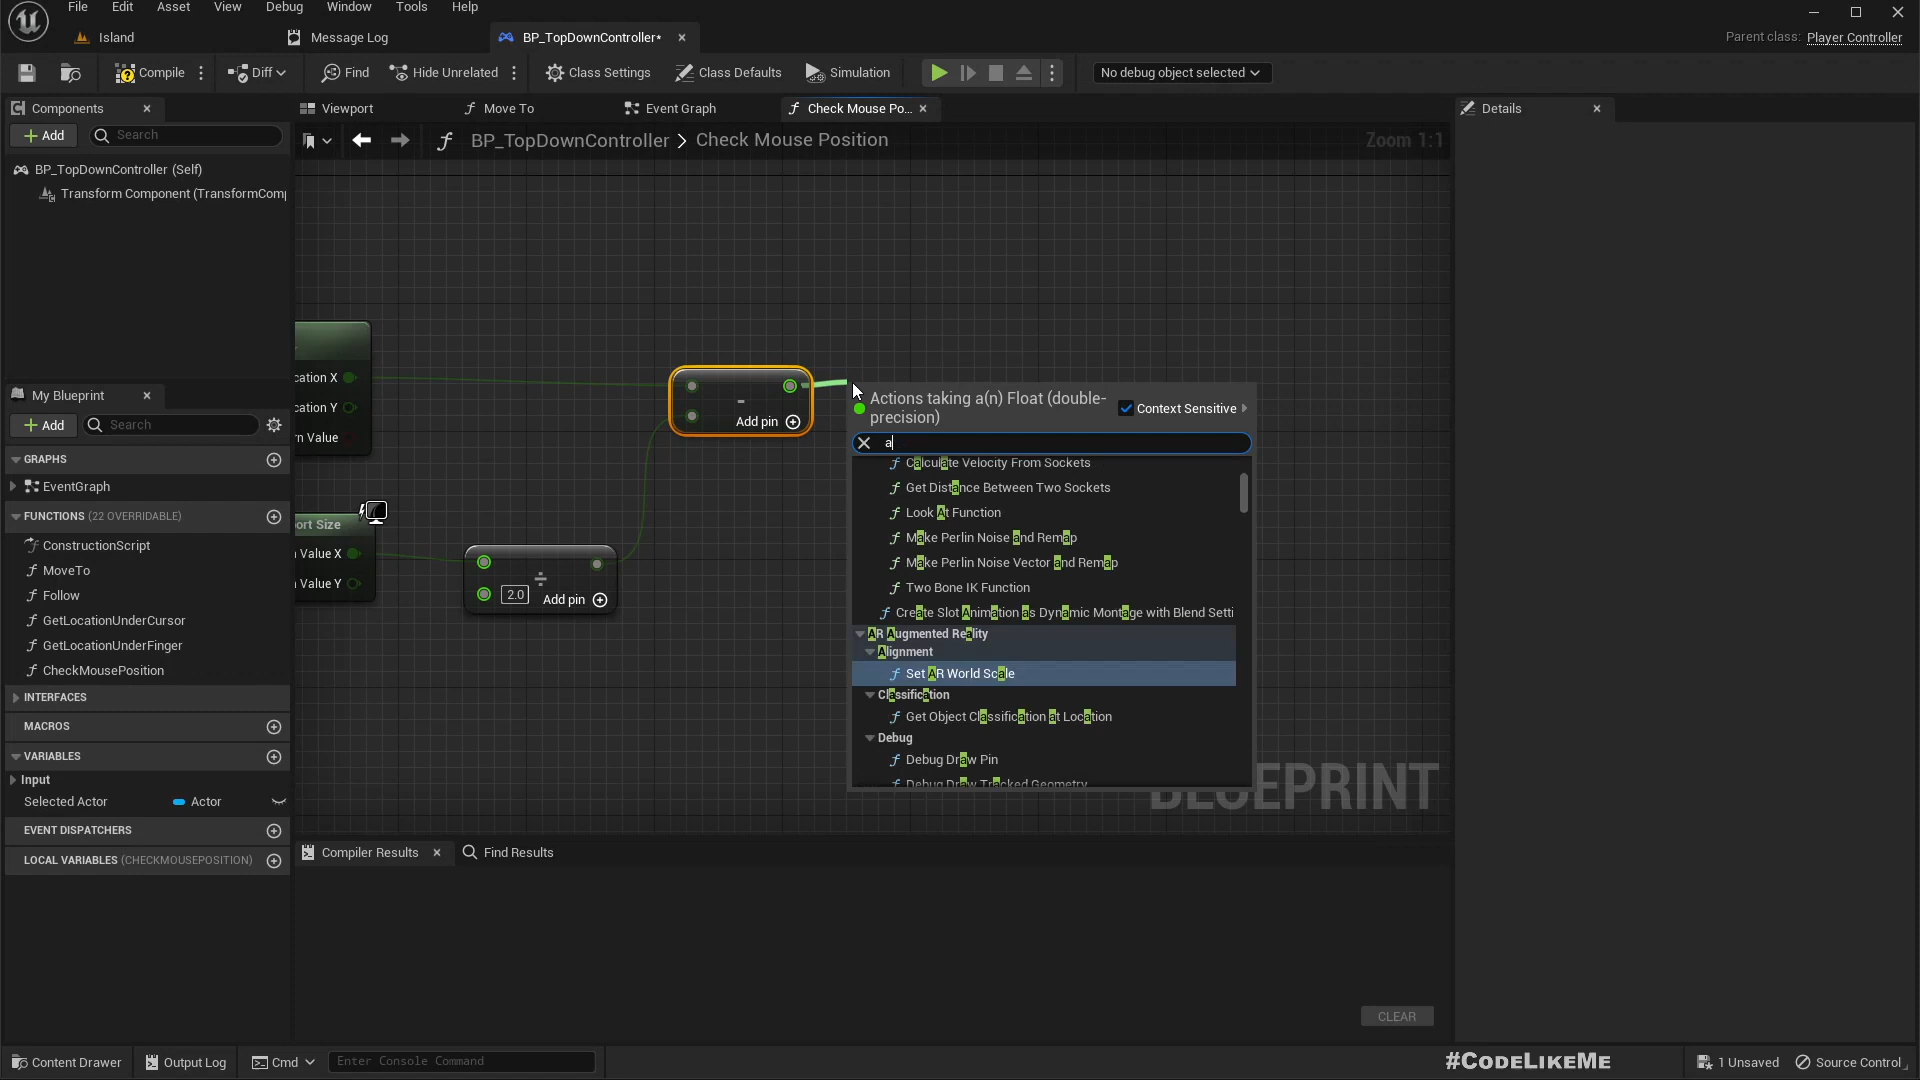 File Edit Asset View Debug Window Tools Help
Island
Message Log
BP_TopDownController*
Parent class: Player Controller
Compile
Diff
Find
Hide Unrelated
Class Settings
Class Defaults
Simulation
No debug object selected
Components
Viewport
Move To
Event Graph
Check Mouse Po...
Details
Add
Search
BP_TopDownController > Check Mouse Position
Zoom 1:1
BP_TopDownController (Self)
Transform Component (TransformComp
cation X
cation Y
n Value
-
Add pin
ort Size
n Value X
n Value Y
÷
2.0
Add pin
Actions taking a(n) Float (double-
precision)
Context Sensitive
a
Calculate Velocity From Sockets
Get Distance Between Two Sockets
Look At Function
Make Perlin Noise and Remap
Make Perlin Noise Vector and Remap
Two Bone IK Function
Create Slot Animation as Dynamic Montage with Blend Setti
AR Augmented Reality
Alignment
Set AR World Scale
Classification
Get Object Classification at Location
Debug
Debug Draw Pin
Debug Draw Tracked Geometry
BLUEPRINT
My Blueprint
Add
Search
GRAPHS
EventGraph
FUNCTIONS (22 OVERRIDABLE)
ConstructionScript
MoveTo
Follow
GetLocationUnderCursor
GetLocationUnderFinger
CheckMousePosition
INTERFACES
MACROS
VARIABLES
Input
Selected Actor
Actor
EVENT DISPATCHERS
LOCAL VARIABLES (CHECKMOUSEPOSITION)
Compiler Results
Find Results
CLEAR
Content Drawer
Output Log
Cmd
Enter Console Command
#CODELIKEME
1 Unsaved
Source Control